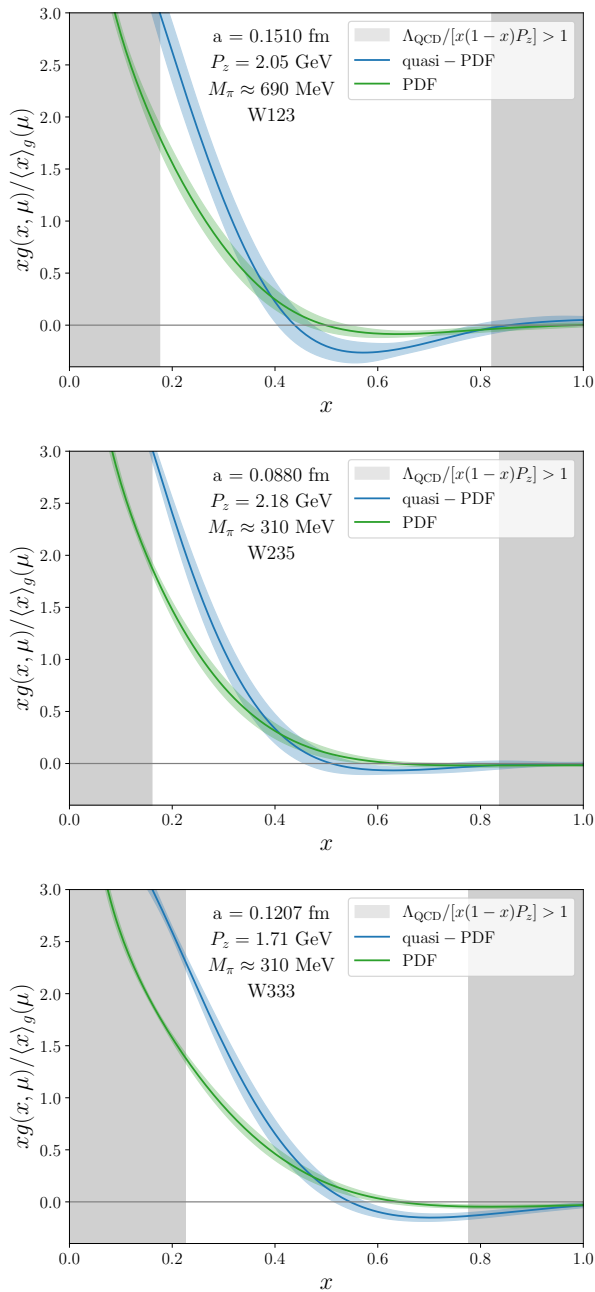 3.0
2.5
2.0
1.5
1.0
0.5
0.0
xg(x, μ)/⟨x⟩g(μ)
a = 0.1510 fm
Pz = 2.05 GeV
Mπ ≈ 690 MeV
W123
ΛQCD/[x(1 − x)Pz] > 1
quasi − PDF
PDF
0.0 0.2 0.4 0.6 0.8 1.0
x
3.0
2.5
2.0
1.5
1.0
0.5
0.0
xg(x, μ)/⟨x⟩g(μ)
a = 0.0880 fm
Pz = 2.18 GeV
Mπ ≈ 310 MeV
W235
ΛQCD/[x(1 − x)Pz] > 1
quasi − PDF
PDF
0.0 0.2 0.4 0.6 0.8 1.0
x
3.0
2.5
2.0
1.5
1.0
0.5
0.0
xg(x, μ)/⟨x⟩g(μ)
a = 0.1207 fm
Pz = 1.71 GeV
Mπ ≈ 310 MeV
W333
ΛQCD/[x(1 − x)Pz] > 1
quasi − PDF
PDF
0.0 0.2 0.4 0.6 0.8 1.0
x